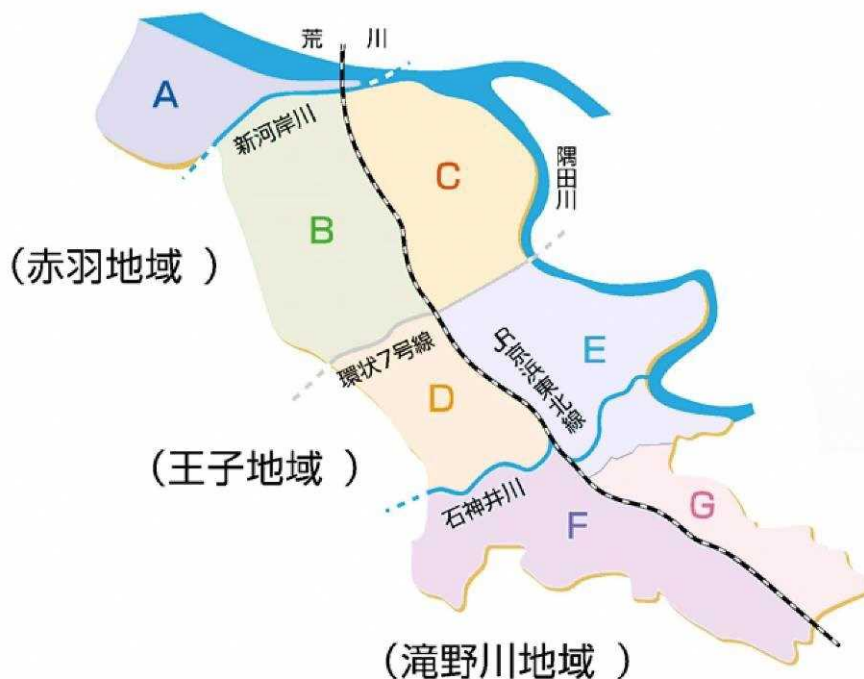 荒川
A
新河岸川
C
隅田川
B
(赤羽地域 )
環状7号線
JR京浜東北線
E
D
(王子地域 )
石神井川
G
F
(滝野川地域 )